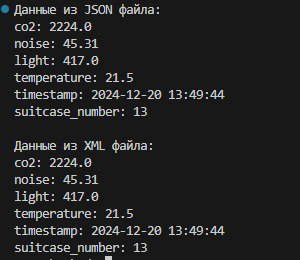 Данные из JSON файла:
co2: 2224.0
noise: 45.31
light: 417.0
temperature: 21.5
timestamp: 2024-12-20 13:49:44
suitcase_number: 13

Данные из XML файла:
co2: 2224.0
noise: 45.31
light: 417.0
temperature: 21.5
timestamp: 2024-12-20 13:49:44
suitcase_number: 13